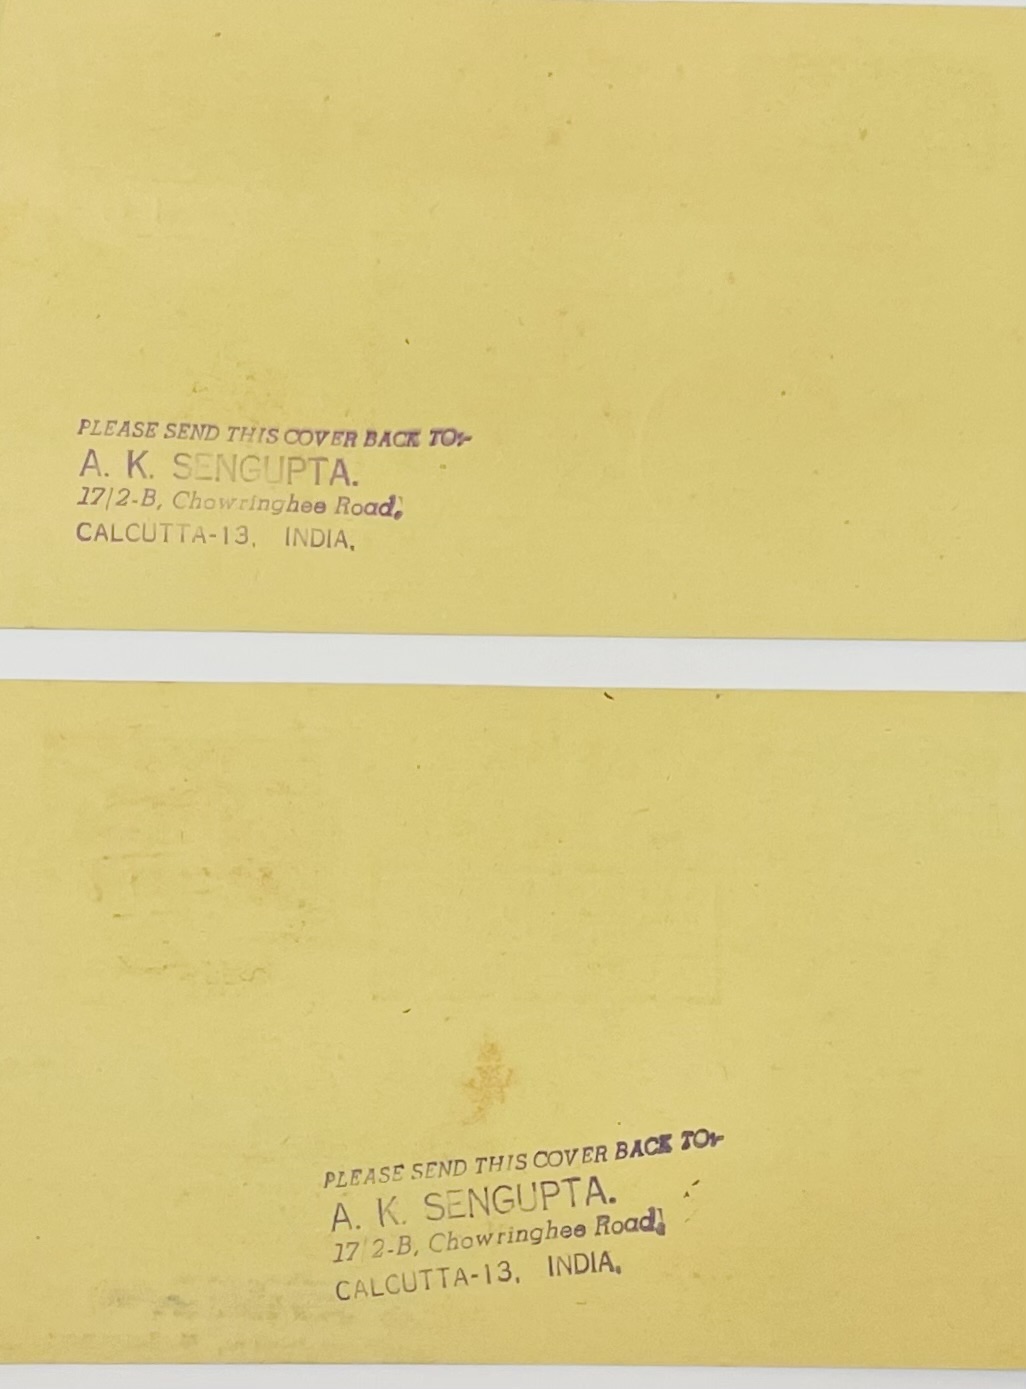 PLEASE SEND THIS COVER BACK TO:-
A. K. SENGUPTA.
17/2-B, Chowringhee Road,
CALCUTTA-13, INDIA.
PLEASE SEND THIS COVER BACK TO:-
A. K. SENGUPTA.
17/2-B, Chowringhee Road,
CALCUTTA-13, INDIA.